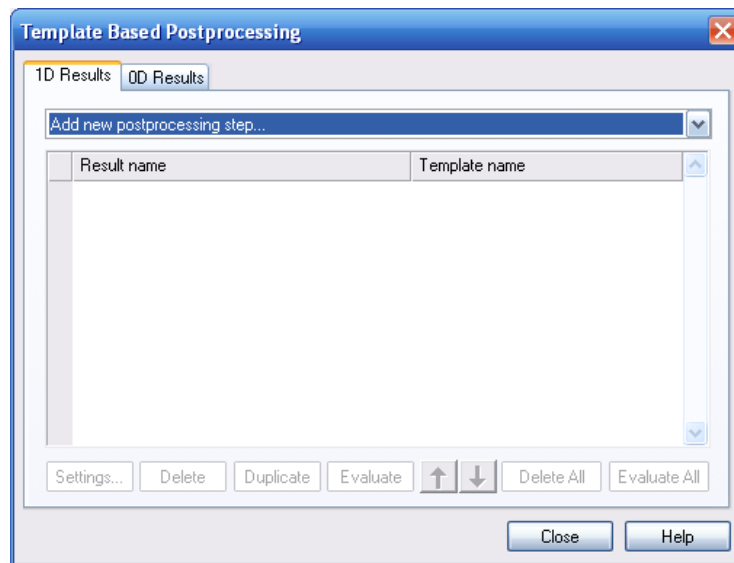 Template Based Postprocessing
1D Results 0D Results
Add new postprocessing step...
Result name Template name
Settings... Delete Duplicate Evaluate Delete All Evaluate All
Close Help